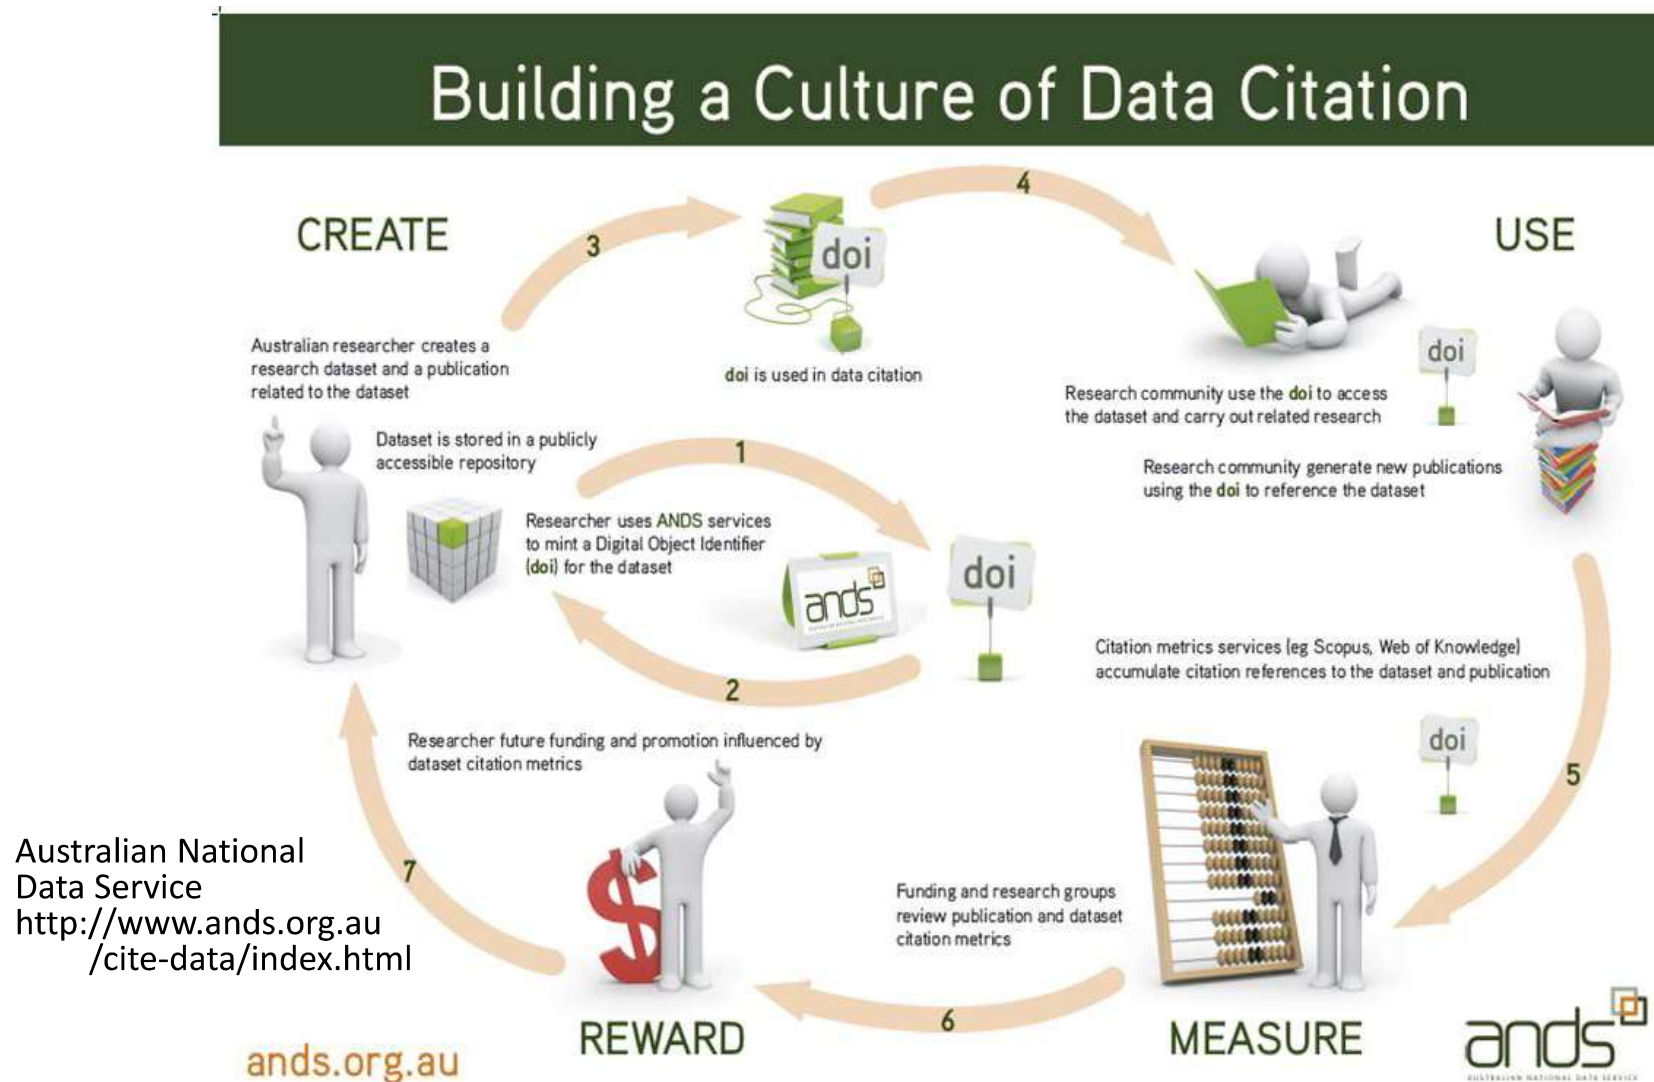 Building a Culture of Data Citation
CREATE
3
doi
4
USE
Australian researcher creates a
research dataset and a publication
related to the dataset
doi is used in data citation
doi
Research community use the doi to access
the dataset and carry out related research
Dataset is stored in a publicly
accessible repository
1
Research community generate new publications
using the doi to reference the dataset
Researcher uses ANDS services
to mint a Digital Object Identifier
(doi) for the dataset
ands
doi
2
Citation metrics services (eg Scopus, Web of Knowledge)
accumulate citation references to the dataset and publication
doi
5
Researcher future funding and promotion influenced by
dataset citation metrics
7
Australian National
Data Service
http://www.ands.org.au
/cite-data/index.html
$
Funding and research groups
review publication and dataset
citation metrics
6
REWARD
MEASURE
ands.org.au
ands
AUSTRALIAN NATIONAL DATA SERVICE